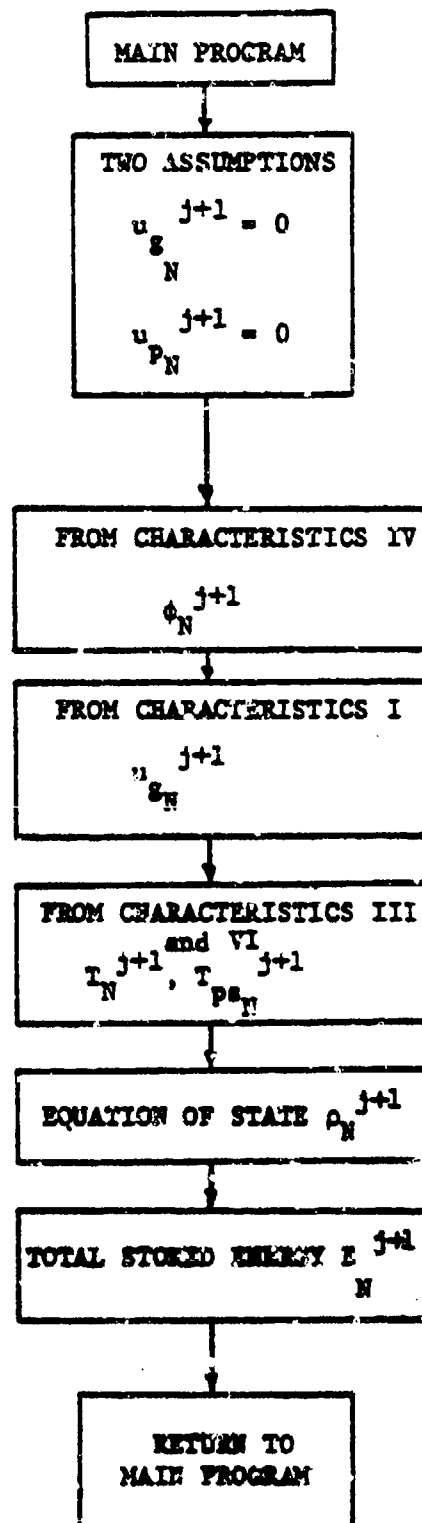 MAIN PROGRAM
TWO ASSUMPTIONS
u_{g_N}^{j+1} = 0
u_{p_N}^{j+1} = 0
FROM CHARACTERISTICS IV
ϕ_N^{j+1}
FROM CHARACTERISTICS I
u_{g_N}^{j+1}
FROM CHARACTERISTICS III
and VI
T_N^{j+1}, T_{ps_N}^{j+1}
EQUATION OF STATE ρ_N^{j+1}
TOTAL STORED ENERGY E_N^{j+1}
RETURN TO
MAIN PROGRAM